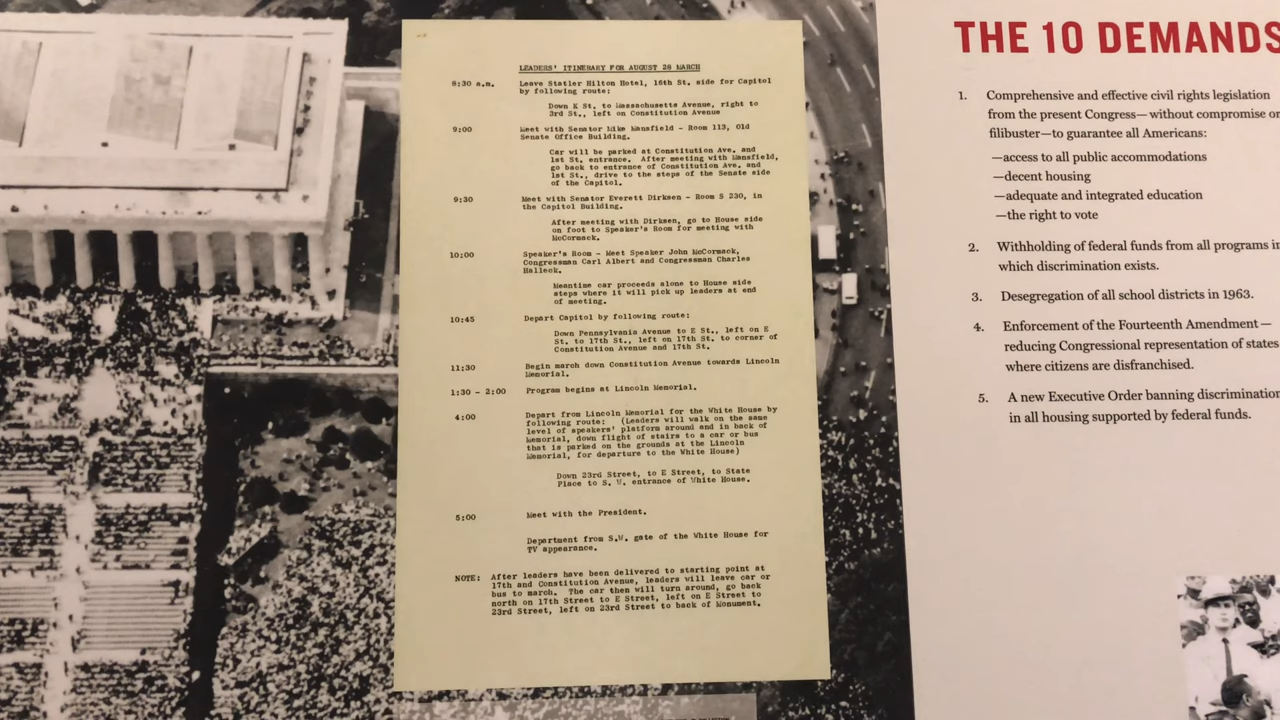 LEADERS' ITINERARY FOR AUGUST 28 MARCH
8:30 a.m. Leave Statler Hilton Hotel, 16th St. side for Capitol
by following route:
Down K St. to Massachusetts Avenue, right to
3rd St., left on Constitution Avenue
9:00 Meet with Senator Mike Mansfield - Room 113, Old
Senate Office Building.
Car will be parked at Constitution Ave. and
1st St. entrance. After meeting with Mansfield,
go back to entrance of Constitution Ave. and
1st St., drive to the steps of the Senate side
of the Capitol.
9:30 Meet with Senator Everett Dirksen - Room S 230, in
the Capitol Building.
After meeting with Dirksen, go to House side
on foot to Speaker's Room for meeting with
McCormack.
10:00 Speaker's Room - Meet Speaker John McCormack,
Congressman Carl Albert and Congressman Charles
Halleck.
Meantime car proceeds alone to House side
steps where it will pick up leaders at end
of meeting.
10:45 Depart Capitol by following route:
Down Pennsylvania Avenue to E St., left on E
St. to 17th St., left on 17th St. to corner of
Constitution Avenue and 17th St.
11:30 Begin march down Constitution Avenue towards Lincoln
Memorial.
1:30 - 2:00 Program begins at Lincoln Memorial.
4:00 Depart from Lincoln Memorial for the White House by
following route: (Leaders will walk on the same
level of speakers' platform around and in back of
Memorial, down flight of stairs to a car or bus
that is parked on the grounds at the Lincoln
Memorial, for departure to the White House)
Down 23rd Street, to E Street, to State
Place to S. W. entrance of White House.
5:00 Meet with the President.
Department from S.W. gate of the White House for
TV appearance.
NOTE: After leaders have been delivered to starting point at
17th and Constitution Avenue, leaders will leave car or
bus to march. The car then will turn around, go back
north on 17th Street to E Street, left on E Street to
23rd Street, left on 23rd Street to back of Monument.
THE 10 DEMANDS
1. Comprehensive and effective civil rights legislation
from the present Congress—without compromise or
filibuster—to guarantee all Americans:
—access to all public accommodations
—decent housing
—adequate and integrated education
—the right to vote
2. Withholding of federal funds from all programs in
which discrimination exists.
3. Desegregation of all school districts in 1963.
4. Enforcement of the Fourteenth Amendment—
reducing Congressional representation of states
where citizens are disfranchised.
5. A new Executive Order banning discrimination
in all housing supported by federal funds.